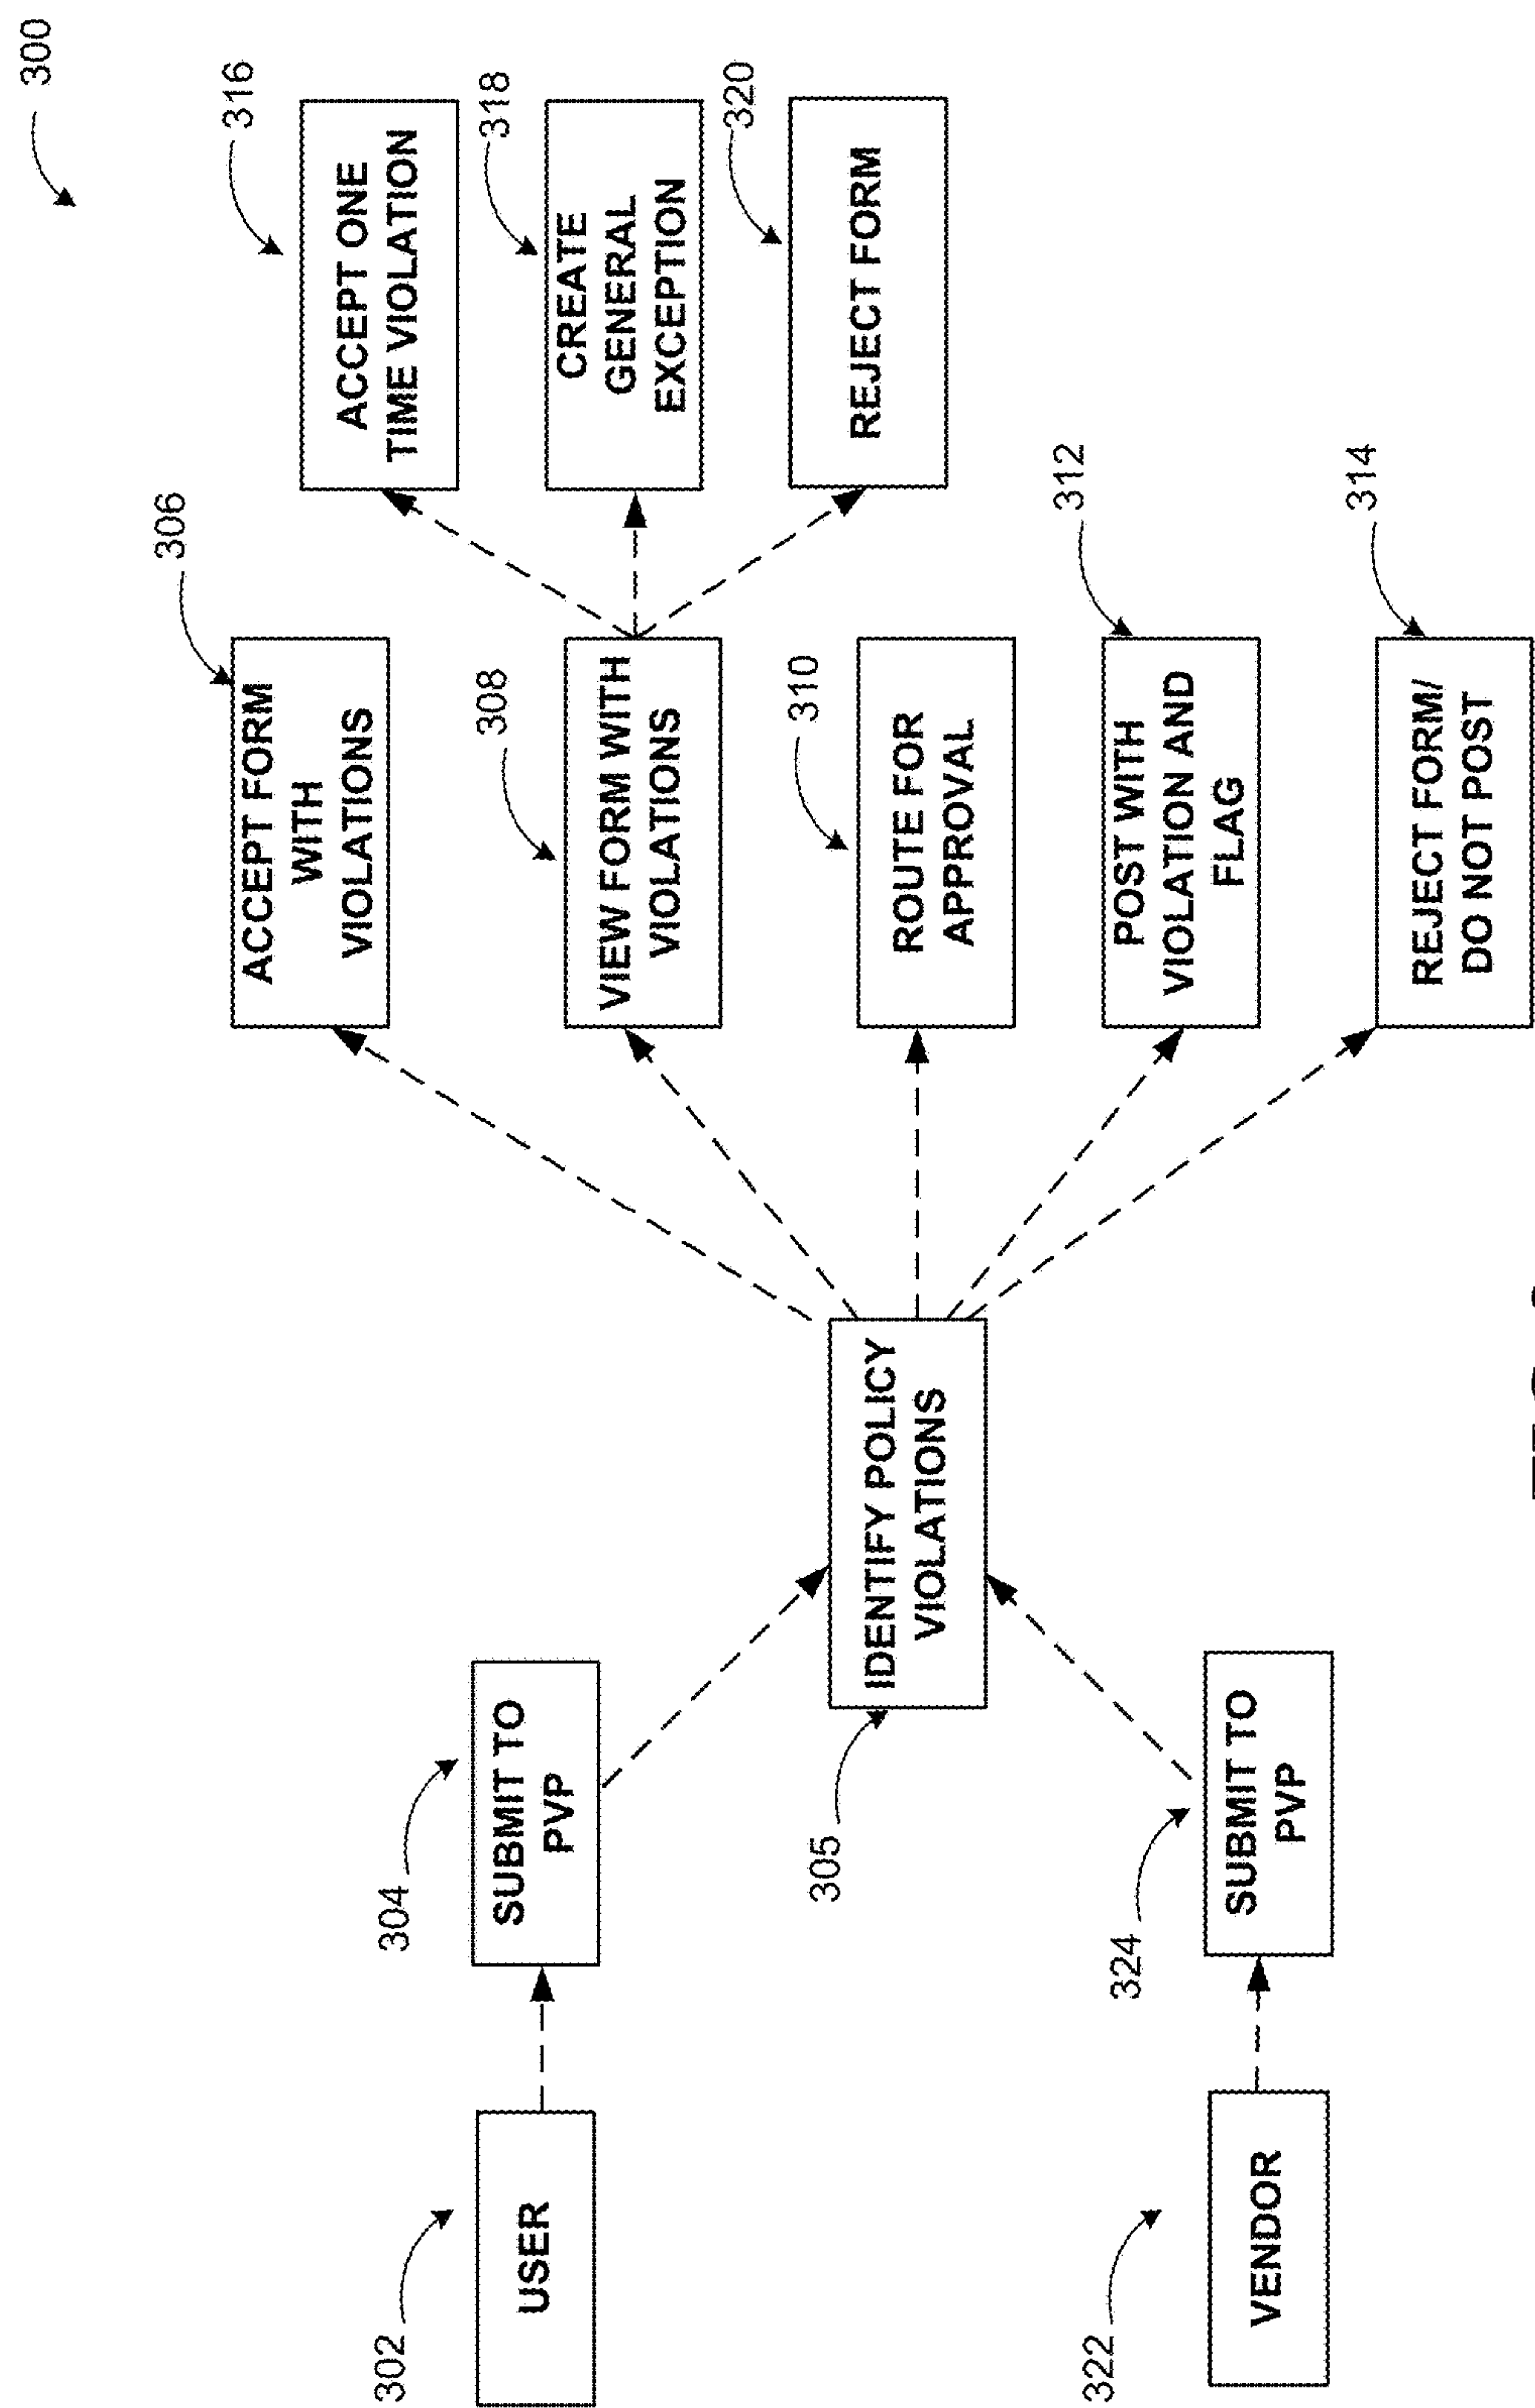 300
316
ACCEPT ONE
TIME VIOLATION
318
CREATE
GENERAL
EXCEPTION
320
REJECT FORM
306
ACCEPT FORM
WITH
VIOLATIONS
308
VIEW FORM WITH
VIOLATIONS
310
ROUTE FOR
APPROVAL
312
POST WITH
VIOLATION AND
FLAG
314
REJECT FORM/
DO NOT POST
305
IDENTIFY POLICY
VIOLATIONS
304
SUBMIT TO
PVP
324
SUBMIT TO
PVP
302
USER
322
VENDOR